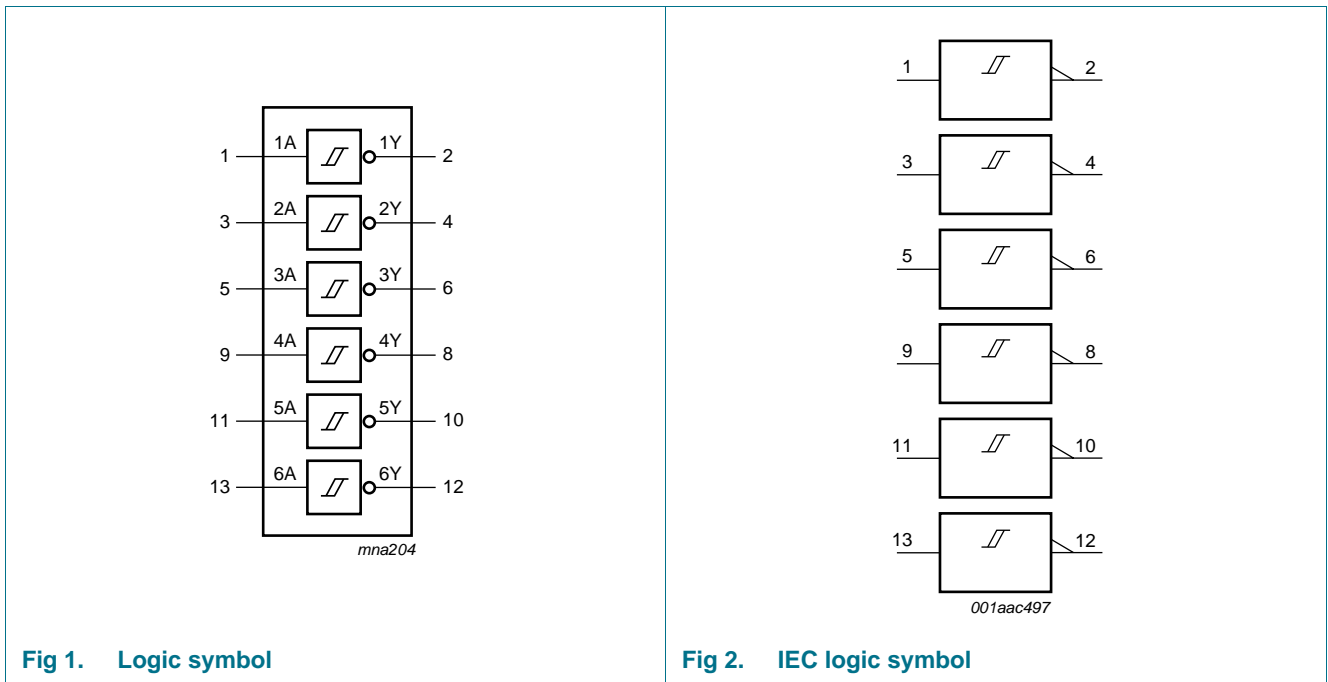 1 1A 1Y 2
3 2A 2Y 4
5 3A 3Y 6
9 4A 4Y 8
11 5A 5Y 10
13 6A 6Y 12
mna204
Fig 1. Logic symbol
1 2
3 4
5 6
9 8
11 10
13 12
001aac497
Fig 2. IEC logic symbol